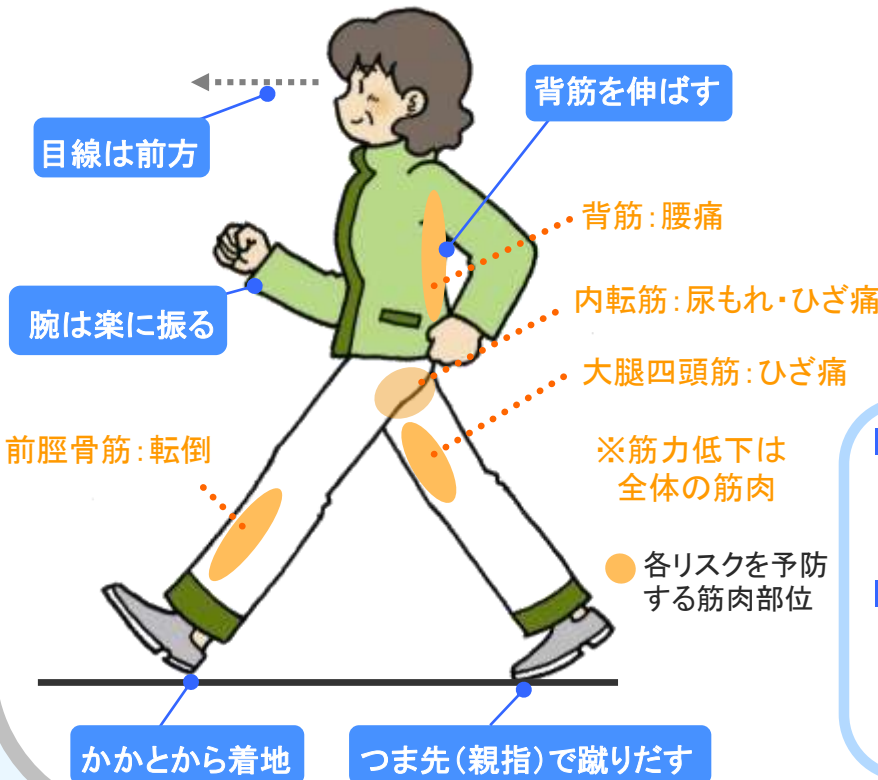 背筋を伸ばす
目線は前方
背筋：腰痛
内転筋：尿もれ・ひざ痛
腕は楽に振る
大腿四頭筋：ひざ痛
前脛骨筋：転倒
※筋力低下は
全体の筋肉
各リスクを予防
する筋肉部位
かかとから着地
つま先（親指）で蹴りだす